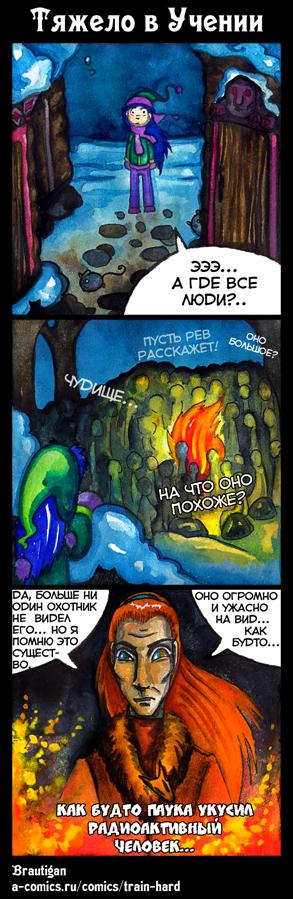 Тяжело в Учении
ЭЭЭ...
А ГДЕ ВСЕ
ЛЮДИ?..
ПУСТЬ РЕВ
РАССКАЖЕТ!
ОНО
БОЛЬШОЕ?
ЧУДИЩЕ...
НА ЧТО ОНО
ПОХОЖЕ?
ДА, БОЛЬШЕ НИ
ОДИН ОХОТНИК
НЕ ВИДЕЛ
ЕГО... НО Я
ПОМНЮ ЭТО
СУЩЕСТ-
ВО.
ОНО ОГРОМНО
И УЖАСНО
НА ВИД...
КАК
БУДТО...
КАК БУДТО ПАУКА УКУСИЛ
РАДИОАКТИВНЫЙ
ЧЕЛОВЕК...
Brautigan
a-comics.ru/comics/train-hard